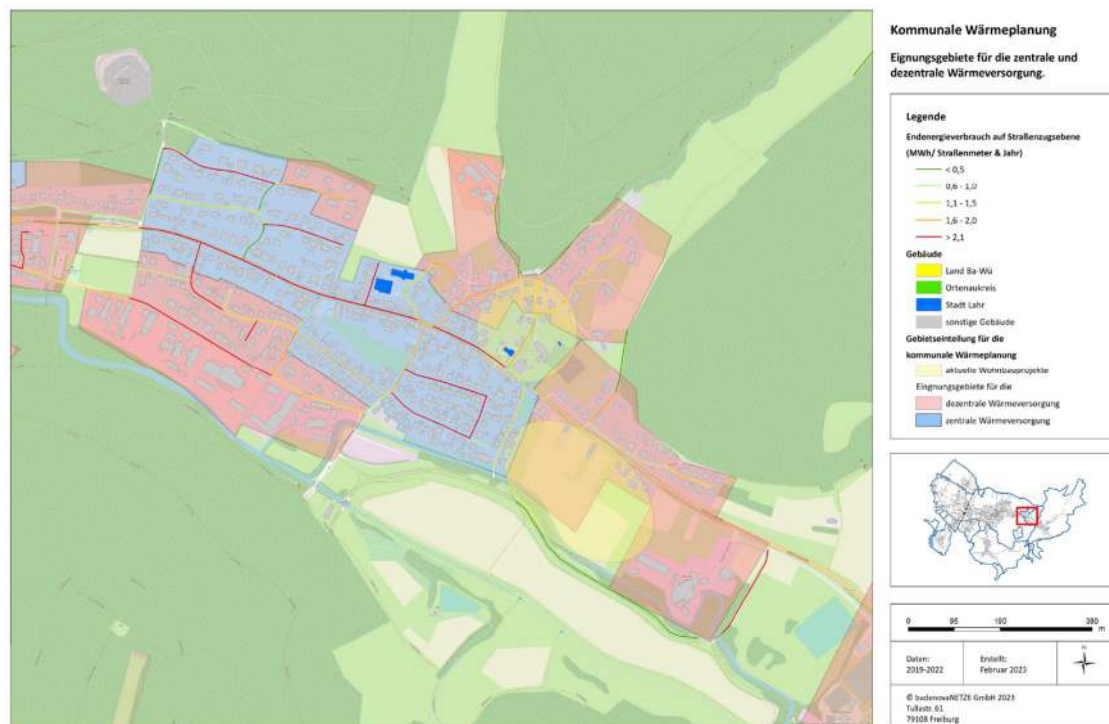 Kommunale Wärmeplanung
Eignungsgebiete für die zentrale und
dezentrale Wärmeversorgung.
Legende
Endenergieverbrauch auf Straßenzugsebene
(MWh/ Straßenmeter & Jahr)
< 0,5
0,6 - 1,0
1,1 - 1,5
1,6 - 2,0
> 2,1
Gebäude
Land Ba-Wü
Ortenaukreis
Stadt Lahr
sonstige Gebäude
Gebietseinteilung für die
kommunale Wärmeplanung
aktuelle Wohnbauprojekte
Eingnungsgebiete für die
dezentrale Wärmeversorgung
zentrale Wärmeversorgung
0 95 190 380
m
Daten:
2019-2022
Erstellt:
Februar 2023
N
© badenovaNETZE GmbH 2023
Tullastr. 61
79108 Freiburg